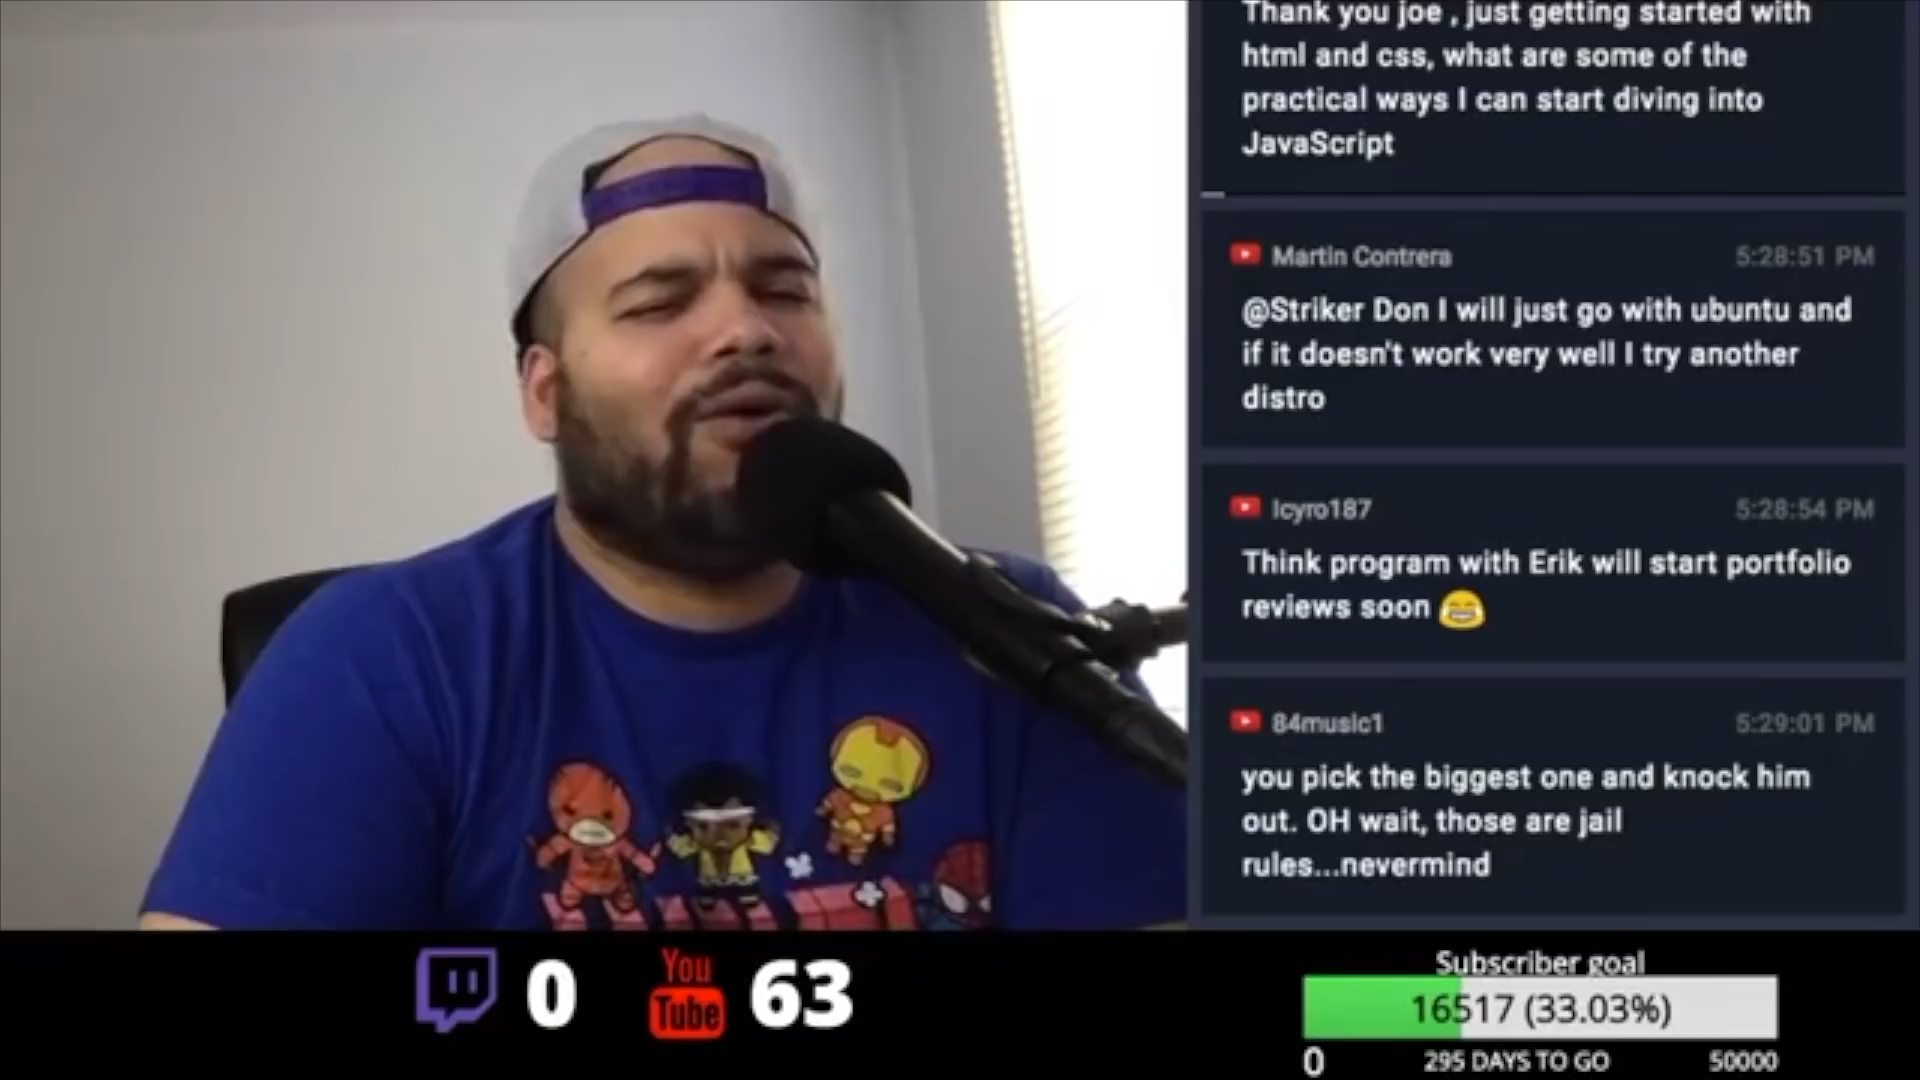 Thank you joe , just getting started with
html and css, what are some of the
practical ways I can start diving into
JavaScript
Martin Contrera 5:28:51 PM
@Striker Don I will just go with ubuntu and
if it doesn't work very well I try another
distro
Icyro187 5:28:54 PM
Think program with Erik will start portfolio
reviews soon 😂
84music1 5:29:01 PM
you pick the biggest one and knock him
out. OH wait, those are jail
rules...nevermind
0 You Tube 63
Subscriber goal
16517 (33.03%)
0 295 DAYS TO GO 50000